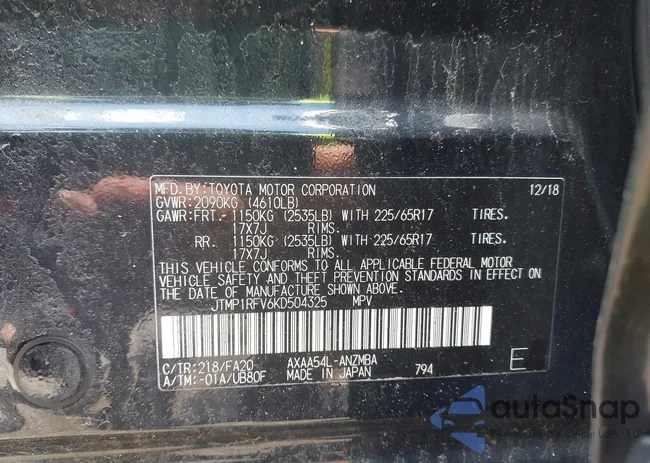 MFD.BY:TOYOTA MOTOR CORPORATION 12/18
GVWR:2090KG (4610LB)
GAWR:FRT. 1150KG (2535LB) WITH 225/65R17 TIRES.
17X7J RIMS.
RR. 1150KG (2535LB) WITH 225/65R17 TIRES.
17X7J RIMS.
THIS VEHICLE CONFORMS TO ALL APPLICABLE FEDERAL MOTOR
VEHICLE SAFETY AND THEFT PREVENTION STANDARDS IN EFFECT ON
THE DATE OF MANUFACTURE SHOWN ABOVE.
JTMP1RFV6KD504325 MPV
C/TR:218/FA20 AXAA54L-ANZMBA
A/TM:-01A/UB80F MADE IN JAPAN 794 E
autoSnap